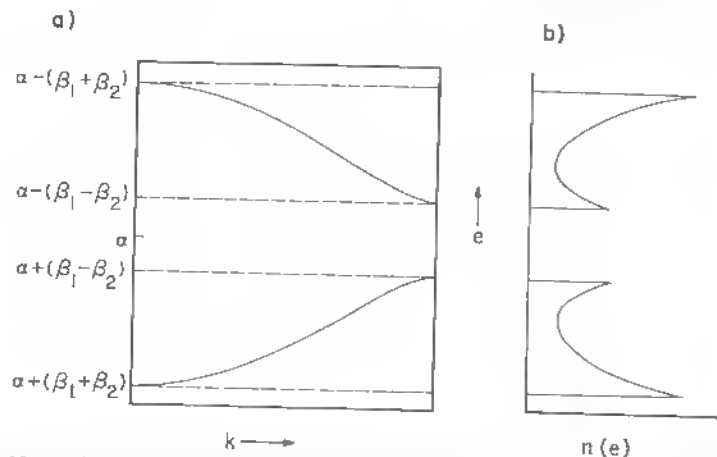 a)
b)
α-(β₁+β₂)
α-(β₁-β₂)
α
α+(β₁-β₂)
α+(β₁+β₂)
e
k
n(e)